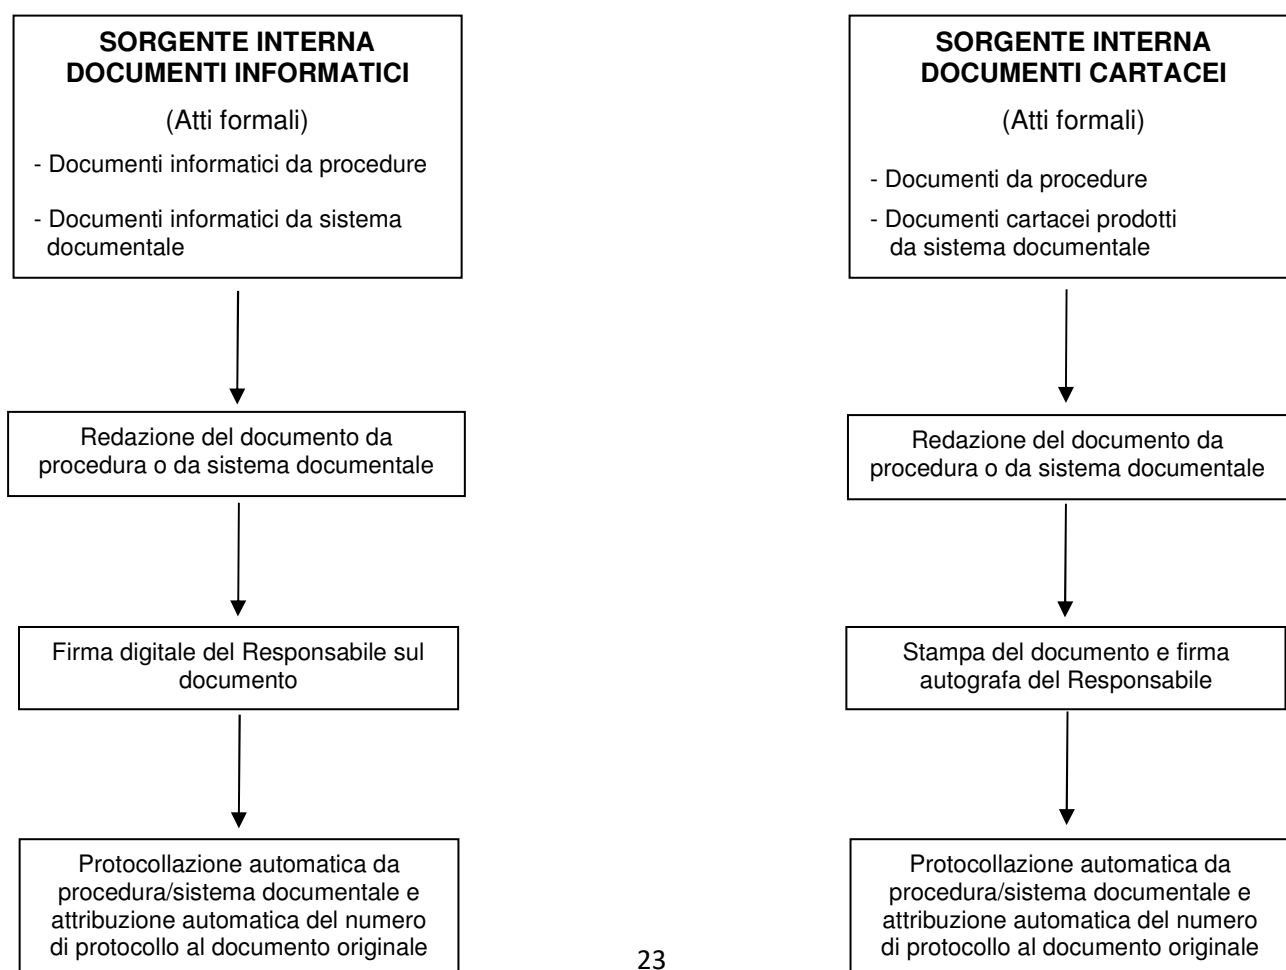 SORGENTE INTERNA
DOCUMENTI INFORMATICI
(Atti formali)
- Documenti informatici da procedure
- Documenti informatici da sistema
documentale
Redazione del documento da
procedura o da sistema documentale
Firma digitale del Responsabile sul
documento
Protocollazione automatica da
procedura/sistema documentale e
attribuzione automatica del numero
di protocollo al documento originale
SORGENTE INTERNA
DOCUMENTI CARTACEI
(Atti formali)
- Documenti da procedure
- Documenti cartacei prodotti
da sistema documentale
Redazione del documento da
procedura o da sistema documentale
Stampa del documento e firma
autografa del Responsabile
Protocollazione automatica da
procedura/sistema documentale e
attribuzione automatica del numero
di protocollo al documento originale
23